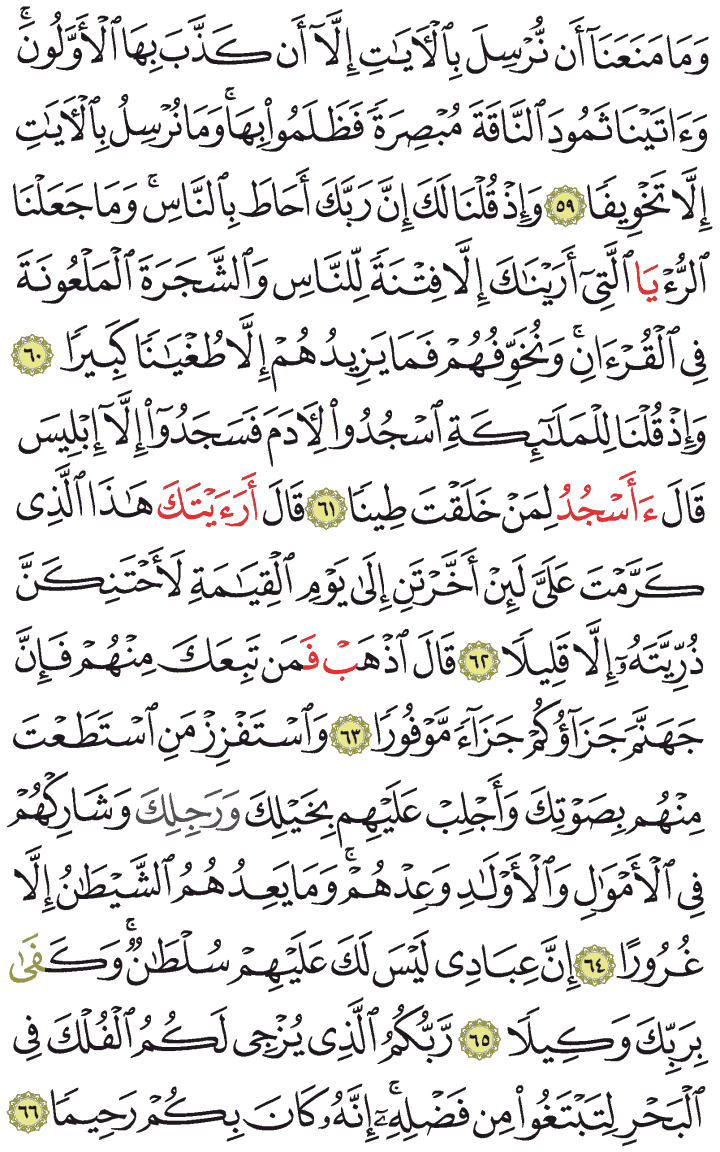 وَمَا مَنَعَنَآ أَن نُّرْسِلَ بِٱلْأٓيَٰتِ إِلَّآ أَن كَذَّبَ بِهَا ٱلْأَوَّلُونَۚ
وَءَاتَيْنَا ثَمُودَ ٱلنَّاقَةَ مُبْصِرَةً فَظَلَمُوا۟ بِهَاۚ وَمَا نُرْسِلُ بِٱلْأٓيَٰتِ
إِلَّا تَخْوِيفًا ٥٩ وَإِذْ قُلْنَا لَكَ إِنَّ رَبَّكَ أَحَاطَ بِٱلنَّاسِۚ وَمَا جَعَلْنَا
ٱلرُّءْيَا ٱلَّتِىٓ أَرَيْنَٰكَ إِلَّا فِتْنَةً لِّلنَّاسِ وَٱلشَّجَرَةَ ٱلْمَلْعُونَةَ
فِى ٱلْقُرْءَانِۚ وَنُخَوِّفُهُمْ فَمَا يَزِيدُهُمْ إِلَّا طُغْيَٰنًا كَبِيرًا ٦٠
وَإِذْ قُلْنَا لِلْمَلَٰٓئِكَةِ ٱسْجُدُوا۟ لِأٓدَمَ فَسَجَدُوٓا۟ إِلَّآ إِبْلِيسَ
قَالَ ءَأَسْجُدُ لِمَنْ خَلَقْتَ طِينًا ٦١ قَالَ أَرَءَيْتَكَ هَٰذَا ٱلَّذِى
كَرَّمْتَ عَلَىَّ لَئِنْ أَخَّرْتَنِ إِلَىٰ يَوْمِ ٱلْقِيَٰمَةِ لَأَحْتَنِكَنَّ
ذُرِّيَّتَهُۥٓ إِلَّا قَلِيلًا ٦٢ قَالَ ٱذْهَبْ فَمَن تَبِعَكَ مِنْهُمْ فَإِنَّ
جَهَنَّمَ جَزَآؤُكُمْ جَزَآءً مَّوْفُورًا ٦٣ وَٱسْتَفْزِزْ مَنِ ٱسْتَطَعْتَ
مِنْهُم بِصَوْتِكَ وَأَجْلِبْ عَلَيْهِم بِخَيْلِكَ وَرَجِلِكَ وَشَارِكْهُمْ
فِى ٱلْأَمْوَٰلِ وَٱلْأَوْلَٰدِ وَعِدْهُمْۚ وَمَا يَعِدُهُمُ ٱلشَّيْطَٰنُ إِلَّا
غُرُورًا ٦٤ إِنَّ عِبَادِى لَيْسَ لَكَ عَلَيْهِمْ سُلْطَٰنٌۚ وَكَفَىٰ
بِرَبِّكَ وَكِيلًا ٦٥ رَّبُّكُمُ ٱلَّذِى يُزْجِى لَكُمُ ٱلْفُلْكَ فِى
ٱلْبَحْرِ لِتَبْتَغُوا۟ مِن فَضْلِهِۦٓۚ إِنَّهُۥ كَانَ بِكُمْ رَحِيمًا ٦٦